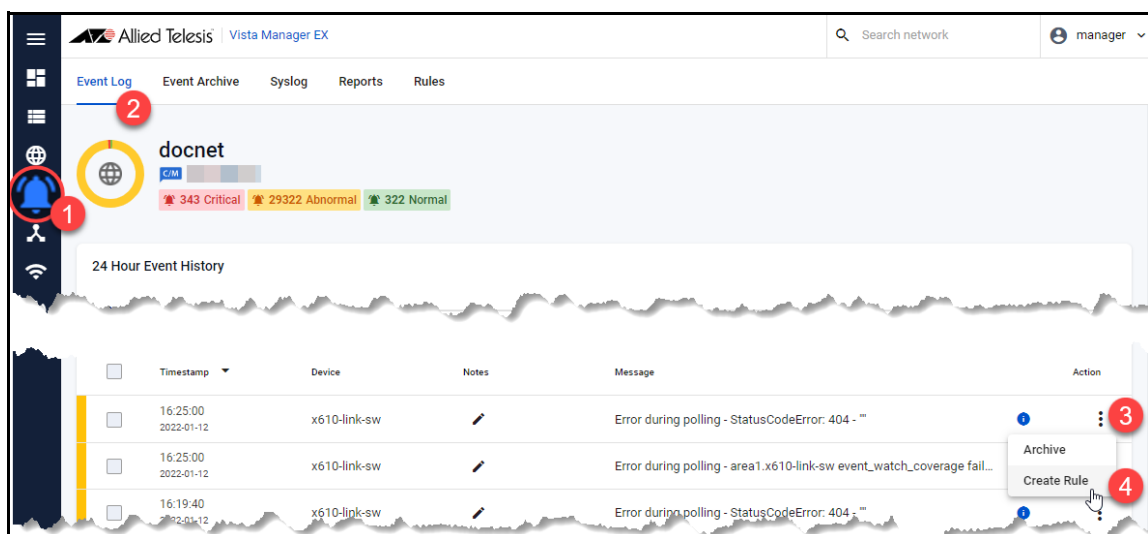 Allied Telesis Vista Manager EX Search network manager
Event Log Event Archive Syslog Reports Rules
2
docnet
C/M
343 Critical 29322 Abnormal 322 Normal
1
24 Hour Event History
Timestamp Device Notes Message Action
16:25:00
2022-01-12
x610-link-sw Error during polling - StatusCodeError: 404 - ""
3
Archive
16:25:00
2022-01-12
x610-link-sw Error during polling - area1.x610-link-sw event_watch_coverage fail...
Create Rule
4
16:19:40
2022-01-12
x610-link-sw Error during polling - StatusCodeError: 404 - ""